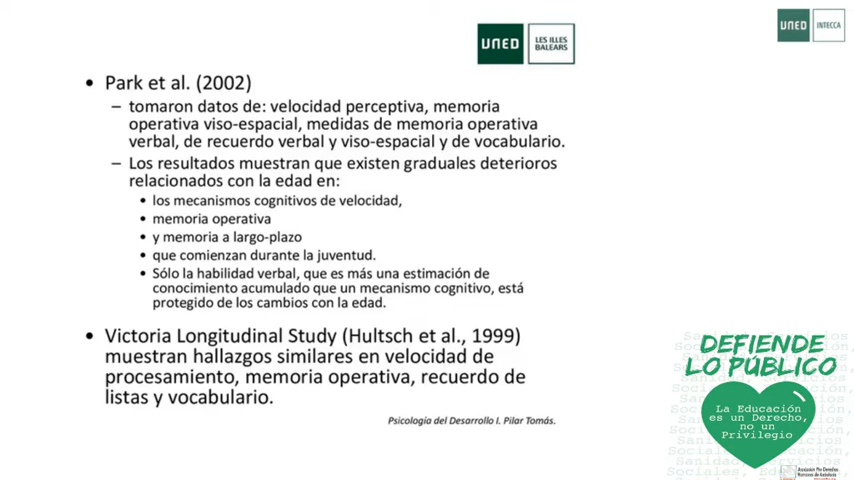 UNED
LES ILLES
BALEARS
UNED
INTECCA
• Park et al. (2002)
– tomaron datos de: velocidad perceptiva, memoria
operativa viso-espacial, medidas de memoria operativa
verbal, de recuerdo verbal y viso-espacial y de vocabulario.
– Los resultados muestran que existen graduales deterioros
relacionados con la edad en:
• los mecanismos cognitivos de velocidad,
• memoria operativa
• y memoria a largo-plazo
• que comienzan durante la juventud.
• Sólo la habilidad verbal, que es más una estimación de
conocimiento acumulado que un mecanismo cognitivo, está
protegido de los cambios con la edad.
• Victoria Longitudinal Study (Hultsch et al., 1999)
muestran hallazgos similares en velocidad de
procesamiento, memoria operativa, recuerdo de
listas y vocabulario.
Psicología del Desarrollo I. Pilar Tomás.
DEFIENDE
LO PÚBLICO
La Educación
es un Derecho,
no un
Privilegio